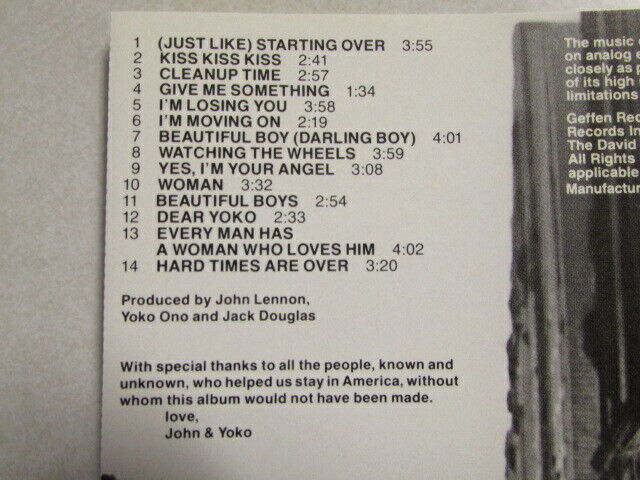 1 (JUST LIKE) STARTING OVER 3:55
2 KISS KISS KISS 2:41
3 CLEANUP TIME 2:57
4 GIVE ME SOMETHING 1:34
5 I'M LOSING YOU 3:58
6 I'M MOVING ON 2:19
7 BEAUTIFUL BOY (DARLING BOY) 4:01
8 WATCHING THE WHEELS 3:59
9 YES, I'M YOUR ANGEL 3:08
10 WOMAN 3:32
11 BEAUTIFUL BOYS 2:54
12 DEAR YOKO 2:33
13 EVERY MAN HAS
A WOMAN WHO LOVES HIM 4:02
14 HARD TIMES ARE OVER 3:20
Produced by John Lennon,
Yoko Ono and Jack Douglas
With special thanks to all the people, known and
unknown, who helped us stay in America, without
whom this album would not have been made.
love,
John & Yoko
The music
on analog
closely as
of its high
limitations
Geffen Rec
Records In
The David
All Rights
applicable
Manufactur